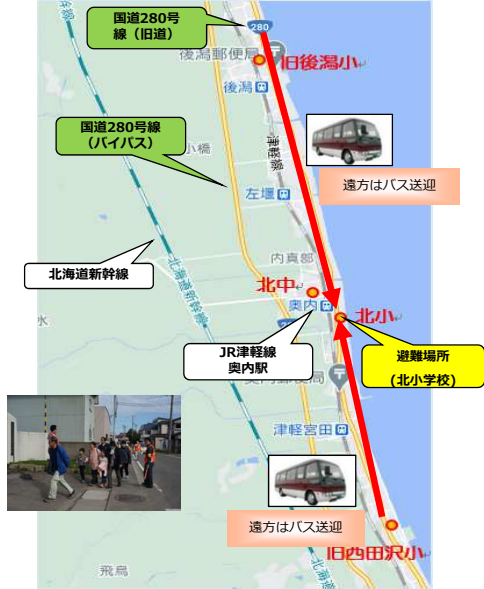 国道280号
線（旧道）
280
後潟郵便局
旧後潟小
後潟
国道280号線
（バイパス）
小橋
遠方はバス送迎
左堰
内真部
北海道新幹線
北海道新幹線
北中
奥内
北小
水
JR津軽線
奥内駅
避難場所
(北小学校)
津軽宮田
遠方はバス送迎
旧西田沢小
飛鳥
北海道